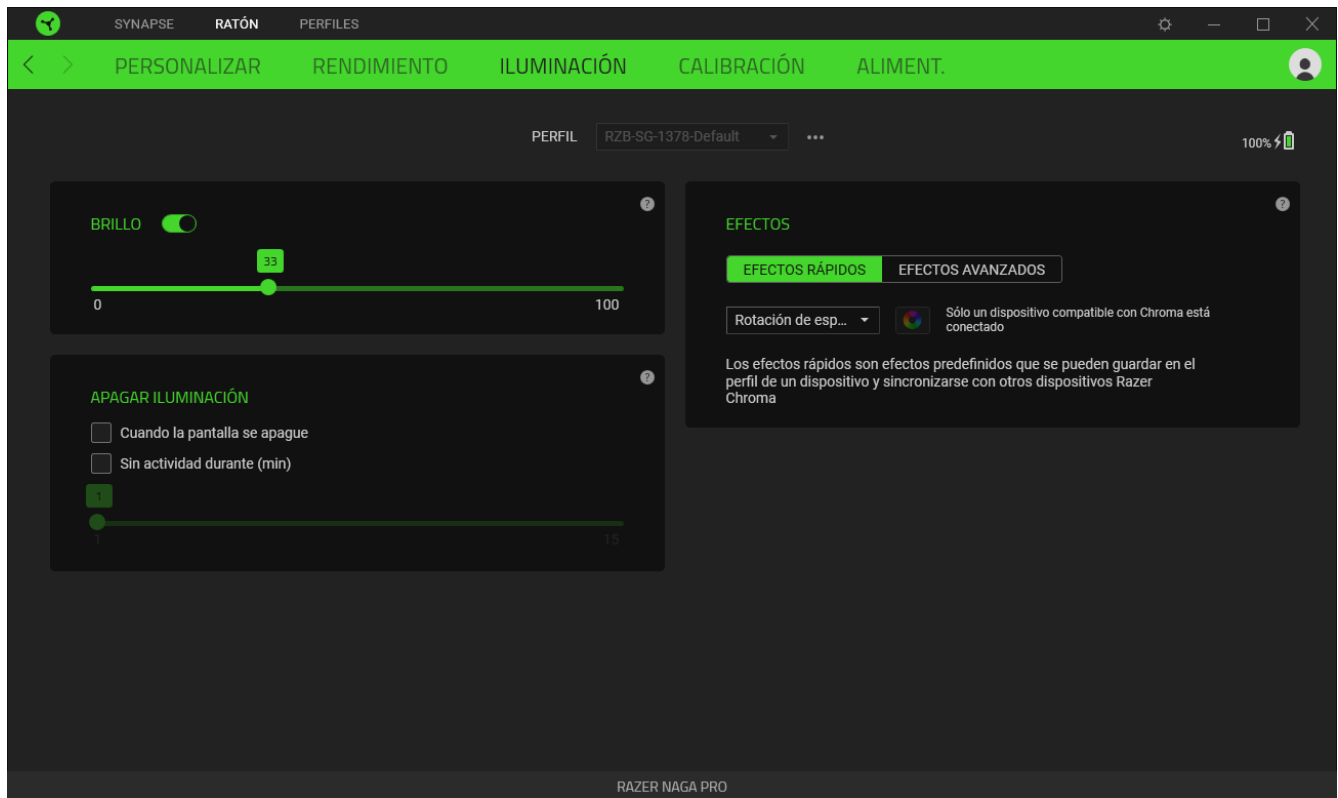 SYNAPSE RATÓN PERFILES
PERSONALIZAR RENDIMIENTO ILUMINACIÓN CALIBRACIÓN ALIMENT.
PERFIL RZB-SG-1378-Default
100%
BRILLO
33
0 100
APAGAR ILUMINACIÓN
Cuando la pantalla se apague
Sin actividad durante (min)
1
1 15
EFECTOS
EFECTOS RÁPIDOS EFECTOS AVANZADOS
Rotación de esp...
Sólo un dispositivo compatible con Chroma está
conectado
Los efectos rápidos son efectos predefinidos que se pueden guardar en el
perfil de un dispositivo y sincronizarse con otros dispositivos Razer
Chroma
RAZER NAGA PRO